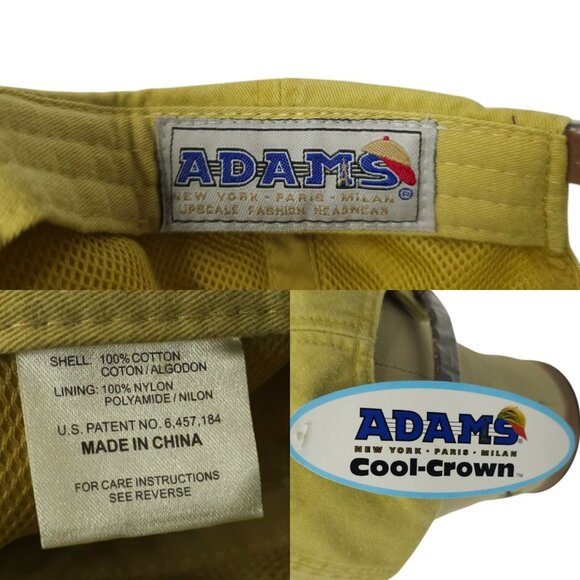 ADAMS ®
NEW YORK · PARIS · MILAN
UPSCALE FASHION HEADWEAR
SHELL: 100% COTTON
COTON/ALGODON
LINING: 100% NYLON
POLYAMIDE/NILON
U.S. PATENT NO. 6,457,184
MADE IN CHINA
FOR CARE INSTRUCTIONS
SEE REVERSE
ADAMS
NEW YORK · PARIS · MILAN
Cool-Crown™